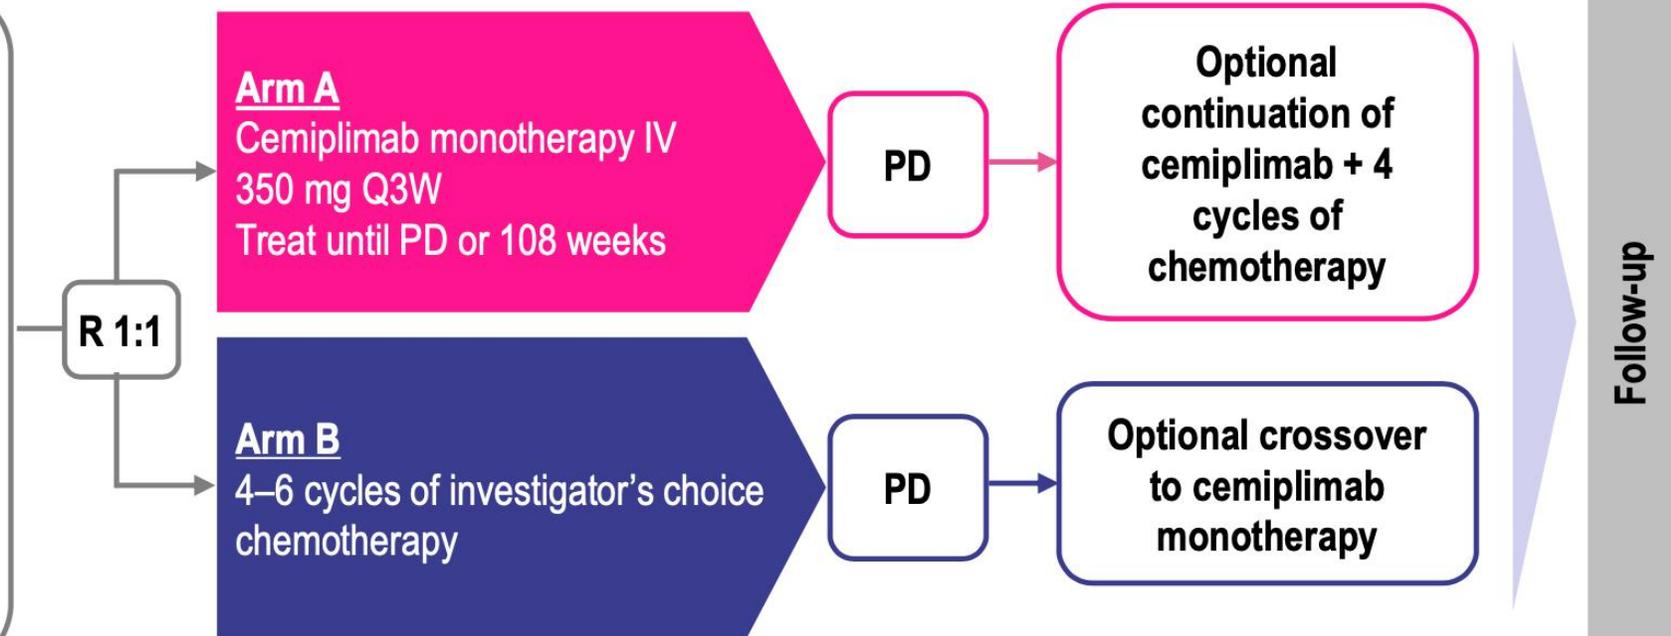 R 1:1
Arm A
Cemiplimab monotherapy IV
350 mg Q3W
Treat until PD or 108 weeks
PD
Optional
continuation of
cemiplimab + 4
cycles of
chemotherapy
Arm B
4–6 cycles of investigator’s choice
chemotherapy
PD
Optional crossover
to cemiplimab
monotherapy
Follow-up